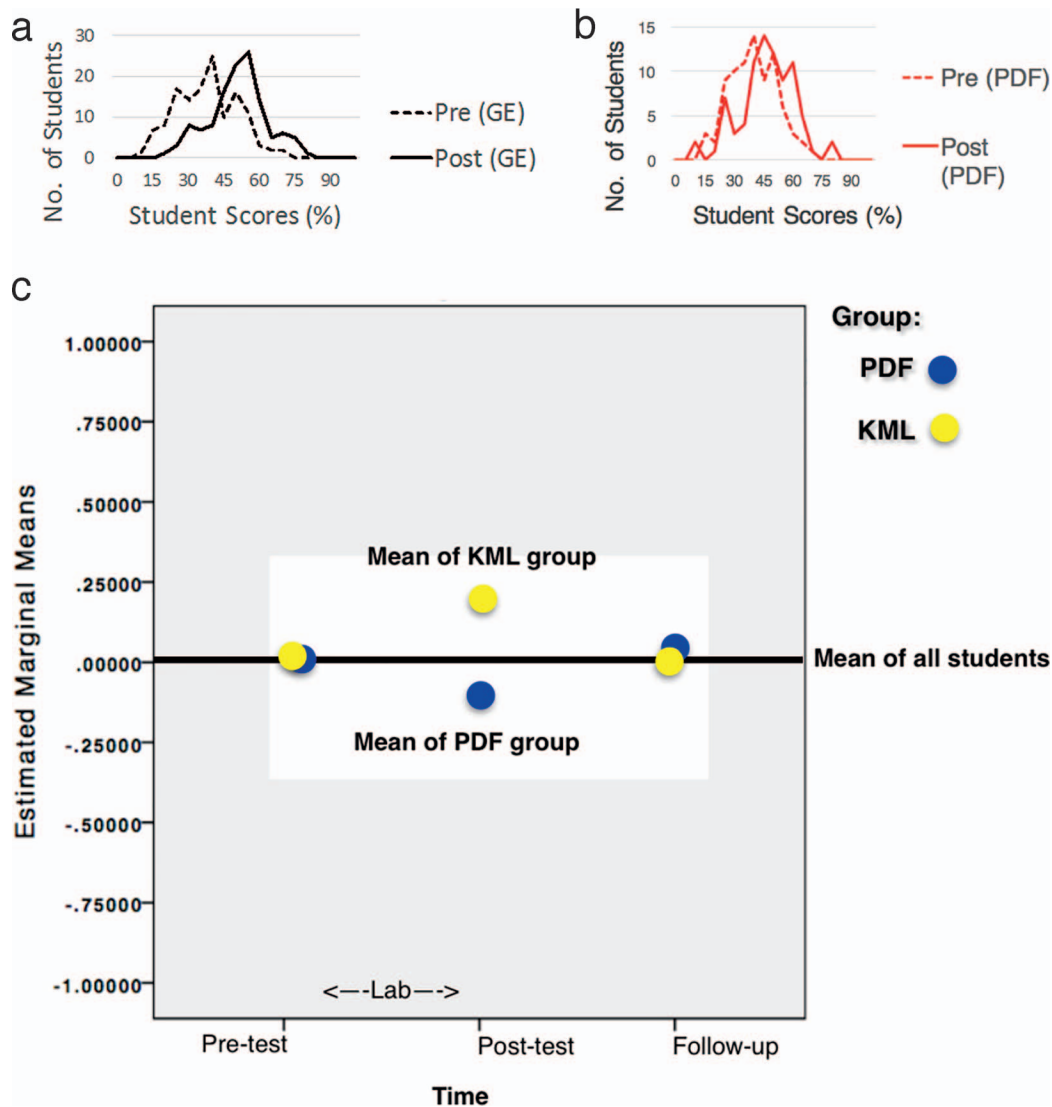 a
No. of Students
30
20
10
0
0 15 30 45 60 75 90
Student Scores (%)
Pre (GE)
Post (GE)
b
No. of Students
15
10
5
0
0 15 30 45 60 75 90
Student Scores (%)
Pre (PDF)
Post
(PDF)
c
Group:
PDF
KML
Estimated Marginal Means
1.00000
.75000
.50000
.25000
.00000
-.25000
-.50000
-.75000
-1.00000
Mean of KML group
Mean of all students
Mean of PDF group
<–--Lab–-->
Pre-test
Post-test
Follow-up
Time